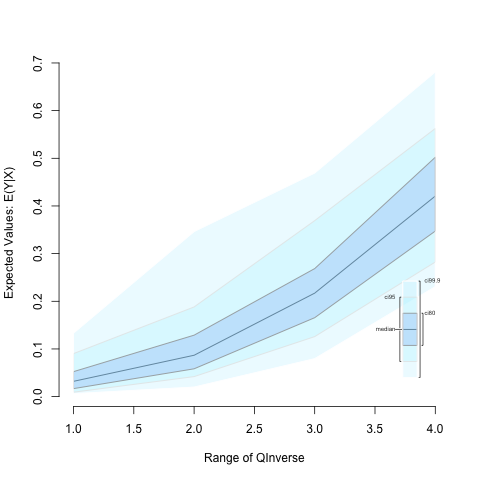 0.7
0.6
0.5
0.4
0.3
0.2
0.1
0.0
Expected Values: E(Y|X)
ci99.9
ci95
ci80
median
1.0 1.5 2.0 2.5 3.0 3.5 4.0
Range of QInverse